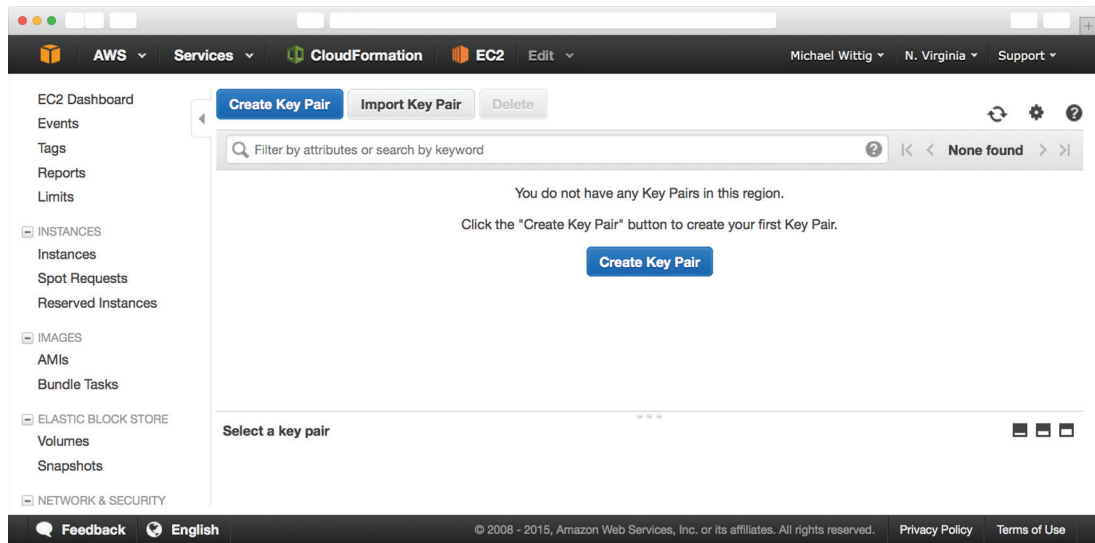 AWS Services CloudFormation EC2 Edit Michael Wittig N. Virginia Support
EC2 Dashboard
Events
Tags
Reports
Limits
INSTANCES
Instances
Spot Requests
Reserved Instances
IMAGES
AMIs
Bundle Tasks
ELASTIC BLOCK STORE
Volumes
Snapshots
NETWORK & SECURITY
Create Key Pair Import Key Pair Delete
Filter by attributes or search by keyword None found
You do not have any Key Pairs in this region.
Click the "Create Key Pair" button to create your first Key Pair.
Create Key Pair
Select a key pair
Feedback English © 2008 - 2015, Amazon Web Services, Inc. or its affiliates. All rights reserved. Privacy Policy Terms of Use